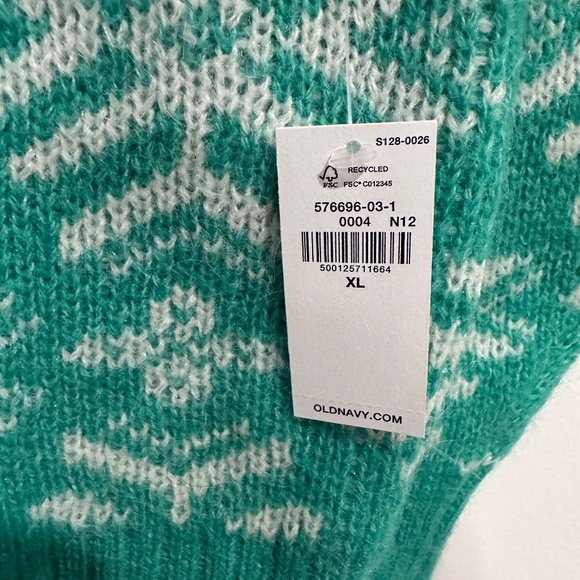 S128-0026
RECYCLED
FSC FSC® C012345
576696-03-1
0004 N12
500125711664
XL
OLDNAVY.COM